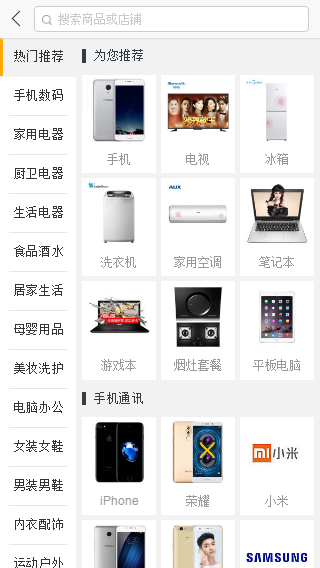 搜索商品或店铺
热门推荐
手机数码
家用电器
厨卫电器
生活电器
食品酒水
居家生活
母婴用品
美妆洗护
电脑办公
女装女鞋
男装男鞋
内衣配饰
运动户外
为您推荐
手机
电视
冰箱
洗衣机
AUX
家用空调
笔记本
游戏本
烟灶套餐
平板电脑
手机通讯
iPhone
荣耀
mi 小米
小米
SAMSUNG